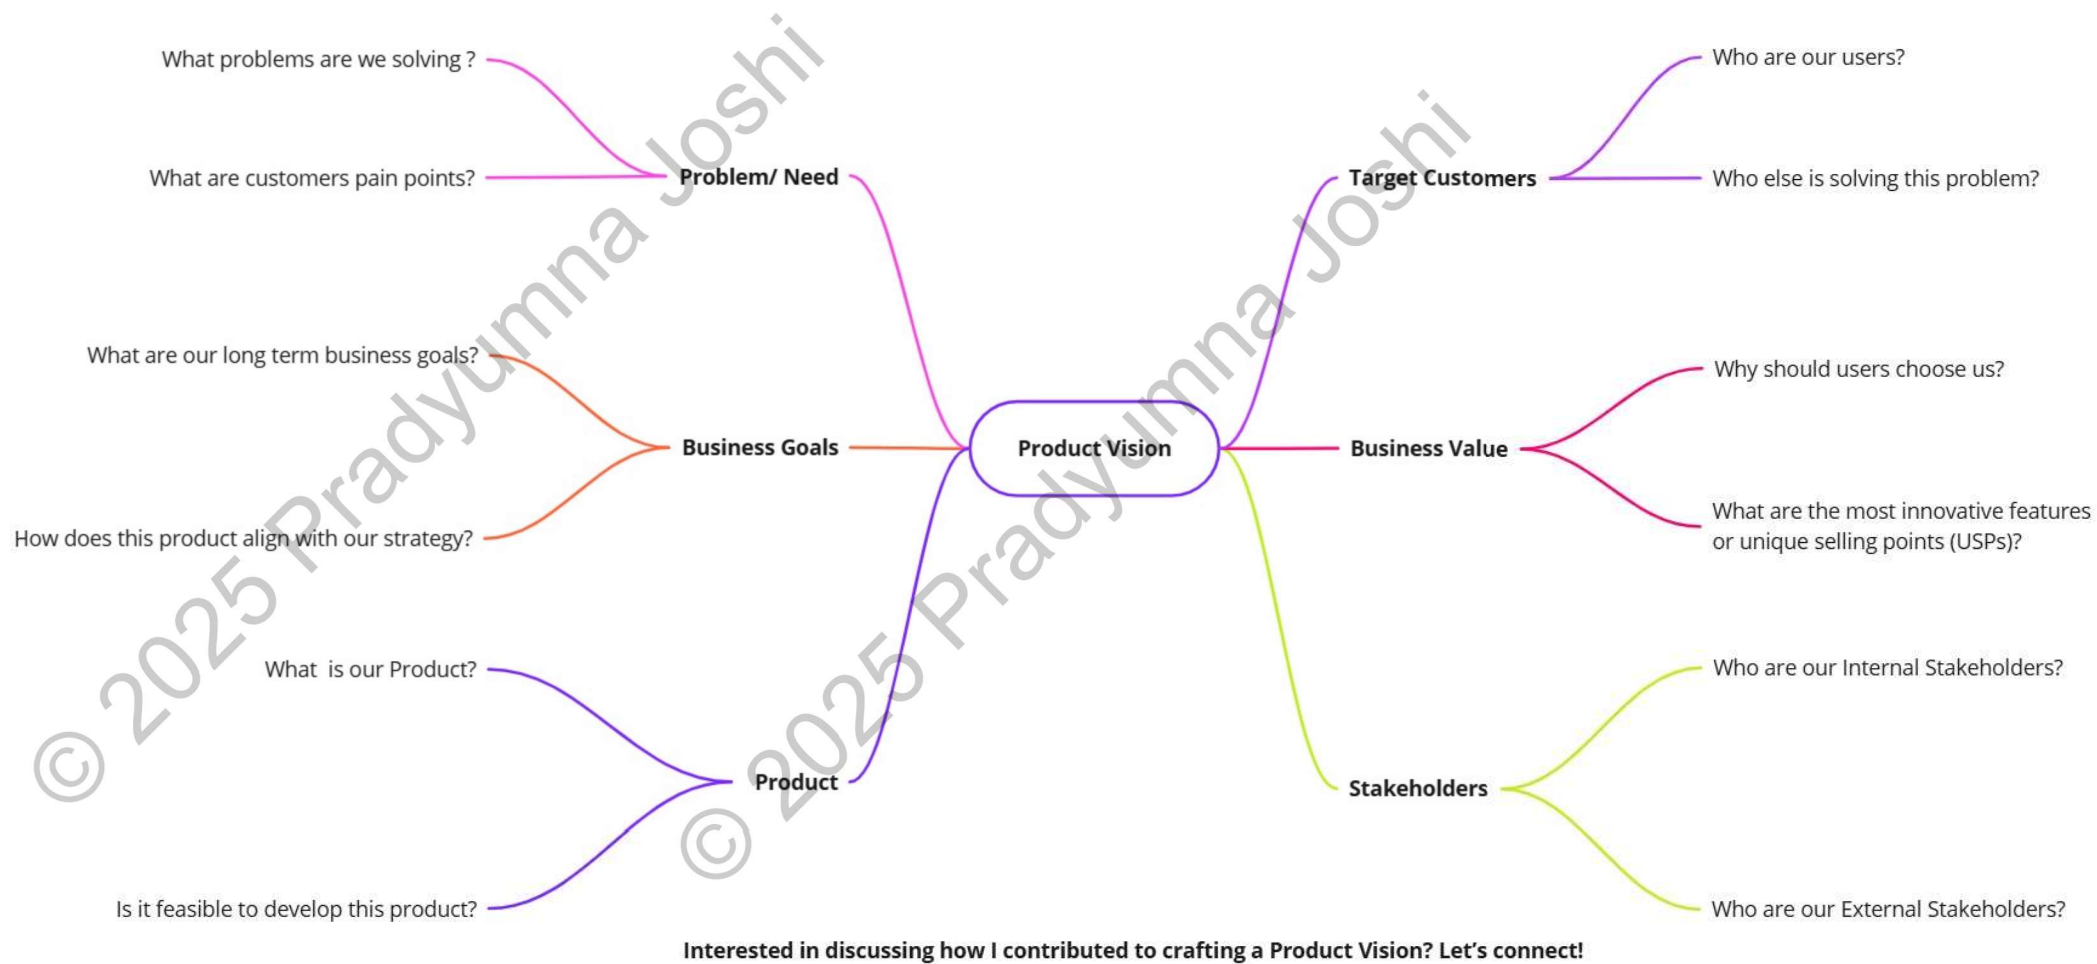 What problems are we solving ?
What are customers pain points?
Problem/ Need
What are our long term business goals?
How does this product align with our strategy?
Business Goals
What  is our Product?
Is it feasible to develop this product?
Product
Product Vision
Target Customers
Who are our users?
Who else is solving this problem?
Business Value
Why should users choose us?
What are the most innovative features
or unique selling points (USPs)?
Stakeholders
Who are our Internal Stakeholders?
Who are our External Stakeholders?
Interested in discussing how I contributed to crafting a Product Vision? Let’s connect!
© 2025 Pradyumna Joshi
© 2025 Pradyumna Joshi